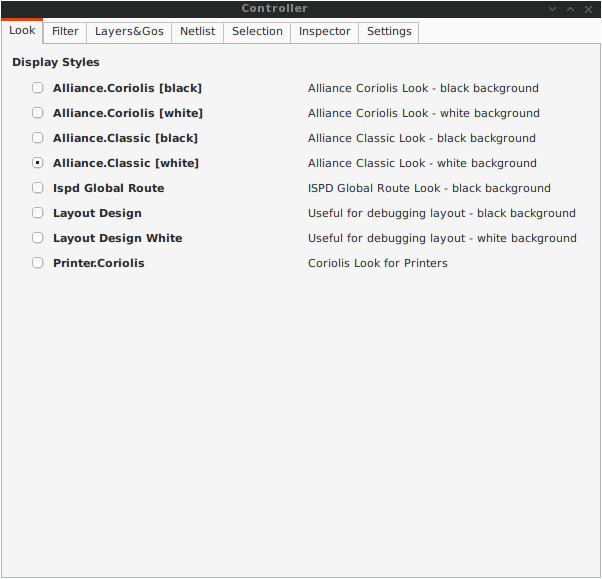 Controller
Look Filter Layers&Gos Netlist Selection Inspector Settings
Display Styles
Alliance.Coriolis [black] Alliance Coriolis Look - black background
Alliance.Coriolis [white] Alliance Coriolis Look - white background
Alliance.Classic [black] Alliance Classic Look - black background
Alliance.Classic [white] Alliance Classic Look - white background
Ispd Global Route ISPD Global Route Look - black background
Layout Design Useful for debugging layout - black background
Layout Design White Useful for debugging layout - white background
Printer.Coriolis Coriolis Look for Printers